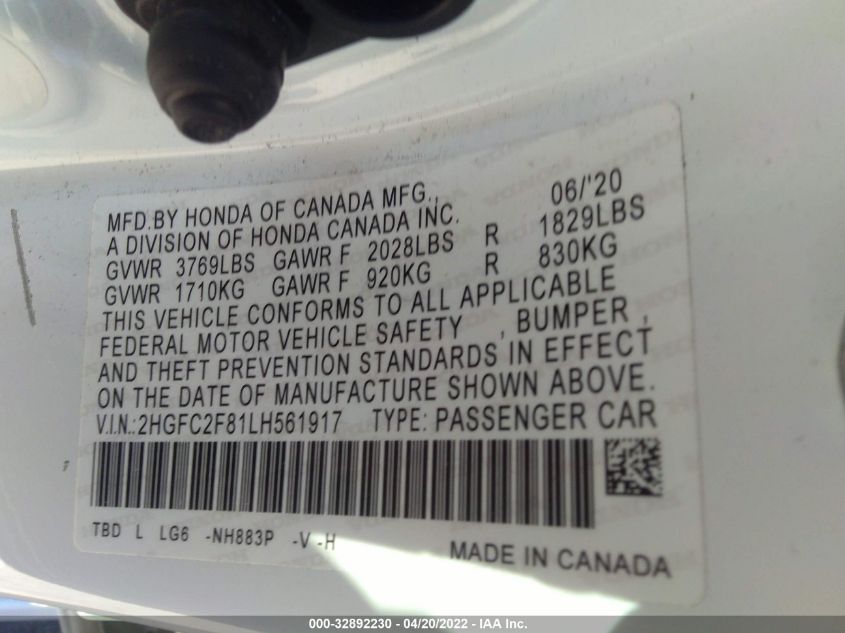 MFD.BY HONDA OF CANADA MFG., 06/'20
A DIVISION OF HONDA CANADA INC.
GVWR 3769LBS GAWR F 2028LBS R 1829LBS
GVWR 1710KG GAWR F 920KG R 830KG
THIS VEHICLE CONFORMS TO ALL APPLICABLE
FEDERAL MOTOR VEHICLE SAFETY , BUMPER ,
AND THEFT PREVENTION STANDARDS IN EFFECT
ON THE DATE OF MANUFACTURE SHOWN ABOVE.
V.I.N.:2HGFC2F81LH561917 TYPE: PASSENGER CAR
TBD L LG6 -NH883P -V -H
MADE IN CANADA
000-32892230 - 04/20/2022 - IAA Inc.